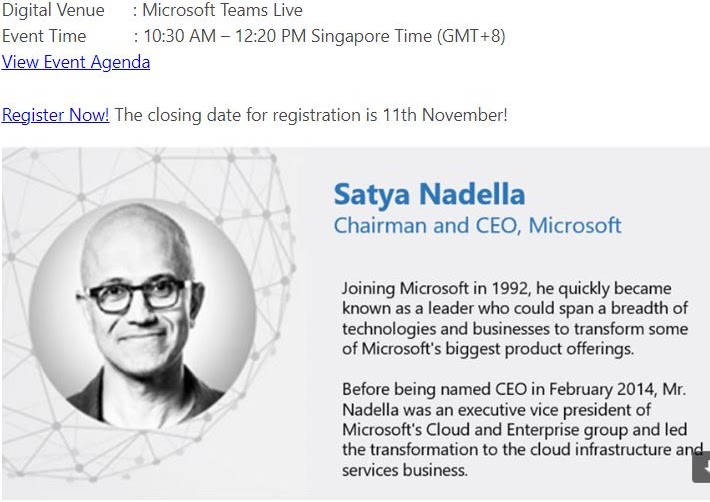 Digital Venue : Microsoft Teams Live
Event Time : 10:30 AM – 12:20 PM Singapore Time (GMT+8)
View Event Agenda
Register Now! The closing date for registration is 11th November!
Satya Nadella
Chairman and CEO, Microsoft
Joining Microsoft in 1992, he quickly became
known as a leader who could span a breadth of
technologies and businesses to transform some
of Microsoft's biggest product offerings.
Before being named CEO in February 2014, Mr.
Nadella was an executive vice president of
Microsoft's Cloud and Enterprise group and led
the transformation to the cloud infrastructure and
services business.